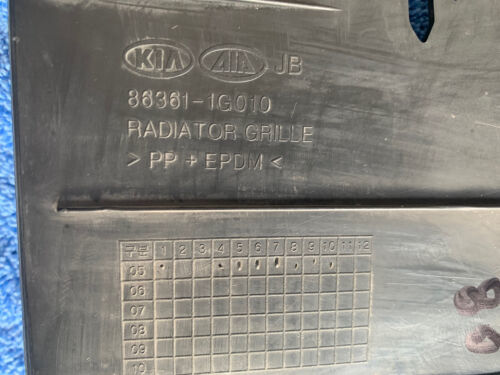 KIA AIA JB
86361-1G010
RADIATOR GRILLE
> PP + EPDM <
구분 1 2 3 4 5 6 7 8 9 10 11 12
05
06
07
08
09
10